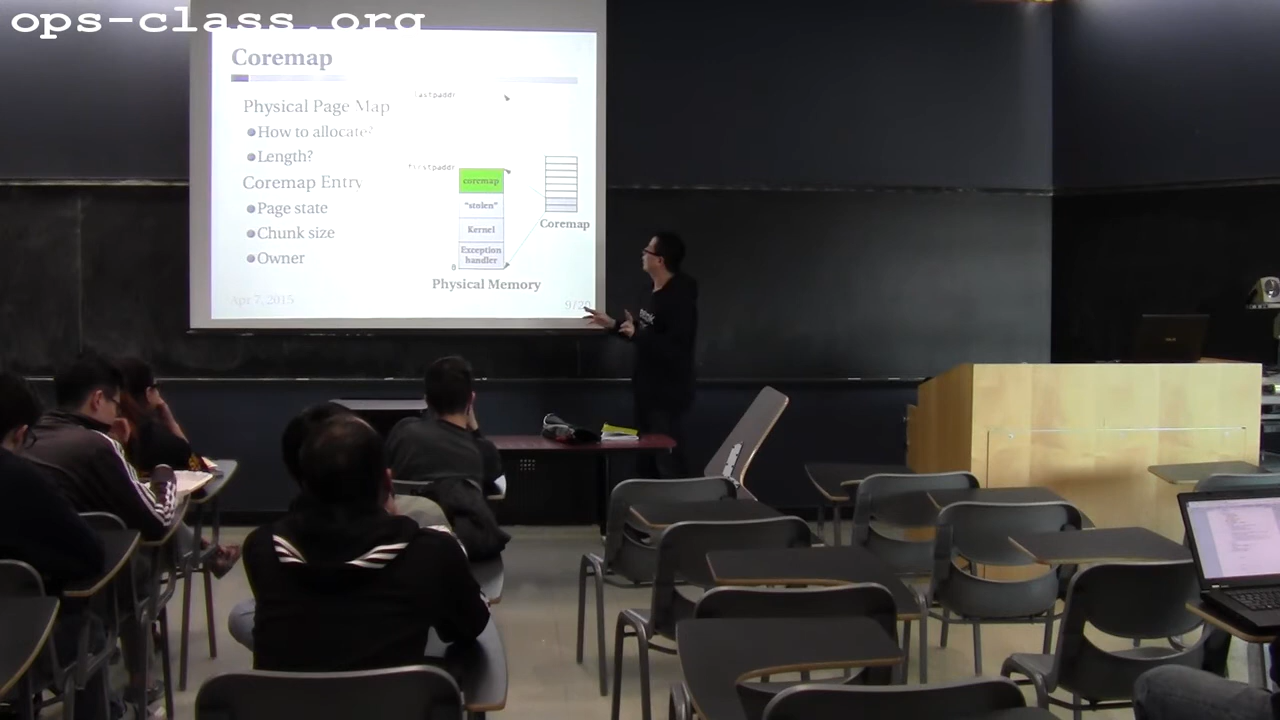 ops-class.org
Coremap
Physical Page Map
How to allocate?
Length?
Coremap Entry
Page state
Chunk size
Owner
lastpaddr
firstpaddr
coremap
"stolen"
Kernel
Exception
handler
0
Physical Memory
Coremap
Apr 7, 2015